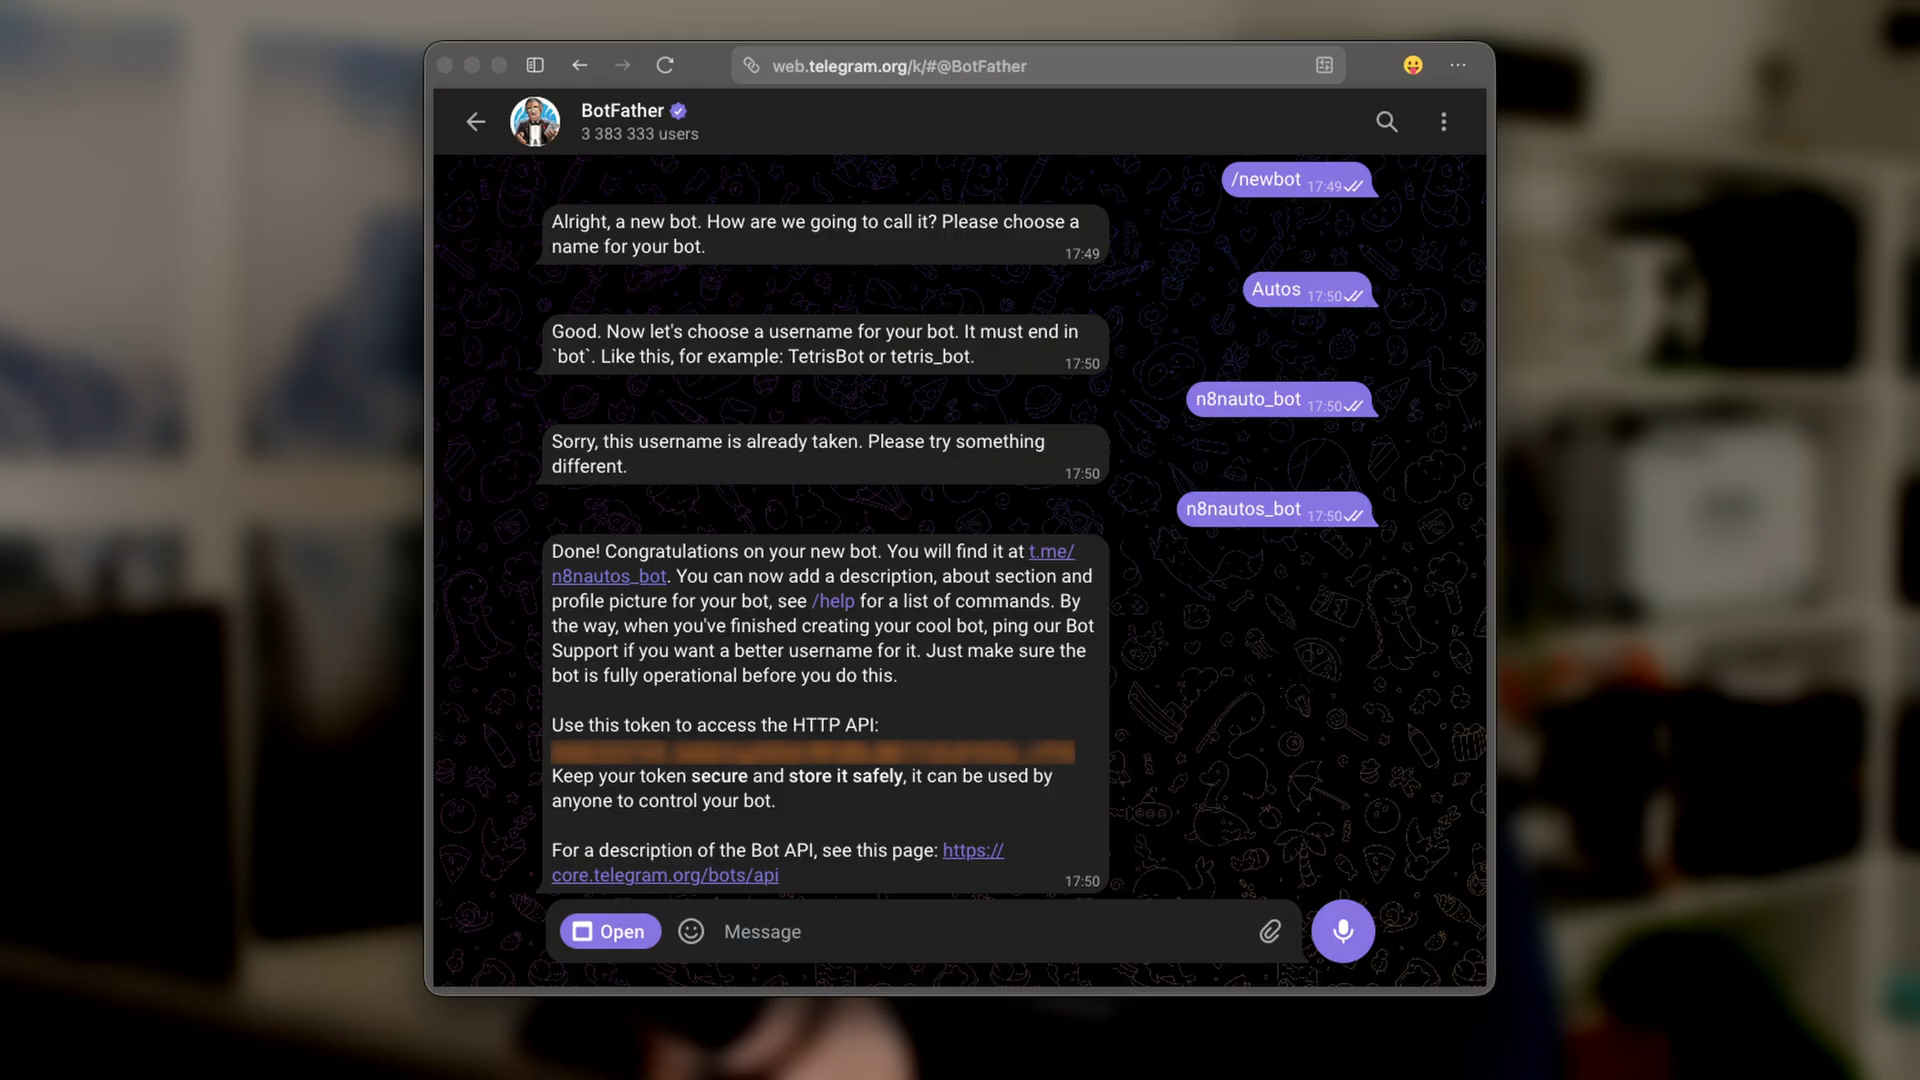 web.telegram.org/k/#@BotFather
BotFather
3 383 333 users
/newbot 17:49
Alright, a new bot. How are we going to call it? Please choose a
name for your bot.
17:49
Autos 17:50
Good. Now let's choose a username for your bot. It must end in
`bot`. Like this, for example: TetrisBot or tetris_bot.
17:50
n8nauto_bot 17:50
Sorry, this username is already taken. Please try something
different.
17:50
n8nautos_bot 17:50
Done! Congratulations on your new bot. You will find it at t.me/
n8nautos_bot. You can now add a description, about section and
profile picture for your bot, see /help for a list of commands. By
the way, when you've finished creating your cool bot, ping our Bot
Support if you want a better username for it. Just make sure the
bot is fully operational before you do this.
Use this token to access the HTTP API:
Keep your token secure and store it safely, it can be used by
anyone to control your bot.
For a description of the Bot API, see this page: https://
core.telegram.org/bots/api
17:50
Open
Message